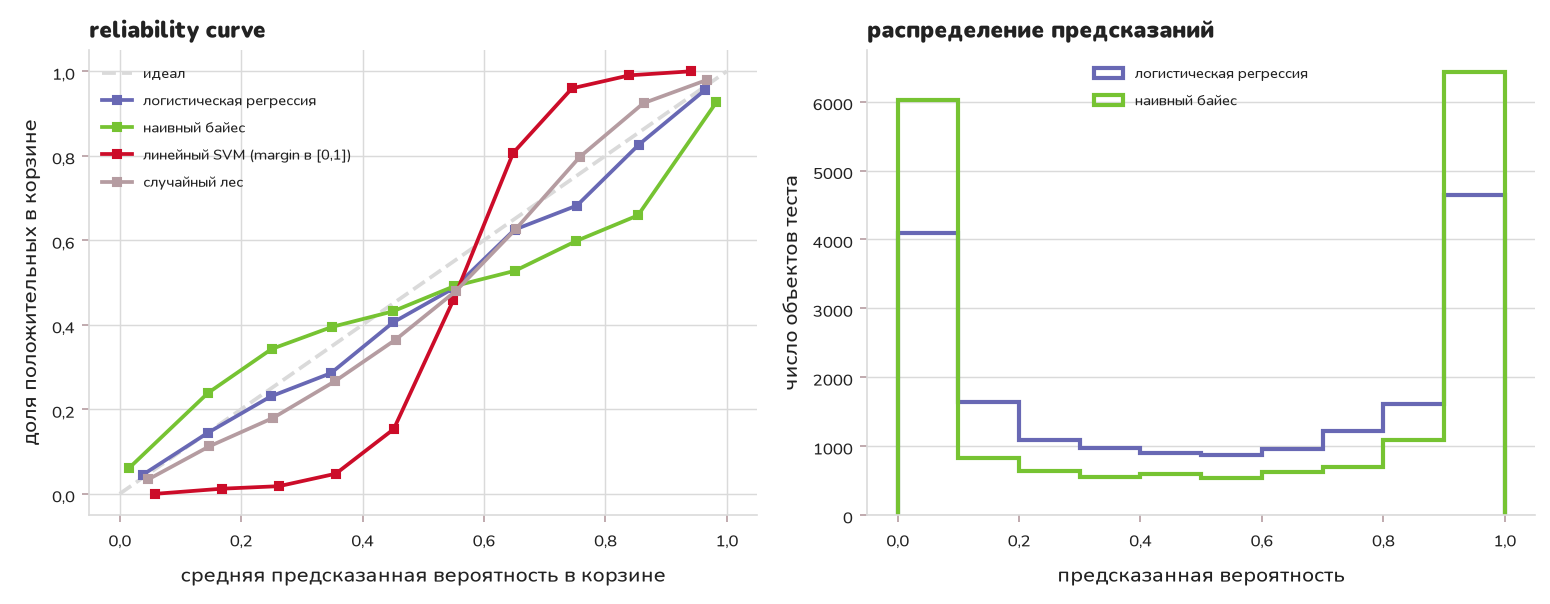 reliability curve
1,0
0,8
0,6
0,4
0,2
0,0
доля положительных в корзине
идеал
логистическая регрессия
наивный байес
линейный SVM (margin в [0,1])
случайный лес
0,0 0,2 0,4 0,6 0,8 1,0
средняя предсказанная вероятность в корзине
распределение предсказаний
6000
5000
4000
3000
2000
1000
0
число объектов теста
логистическая регрессия
наивный байес
0,0 0,2 0,4 0,6 0,8 1,0
предсказанная вероятность